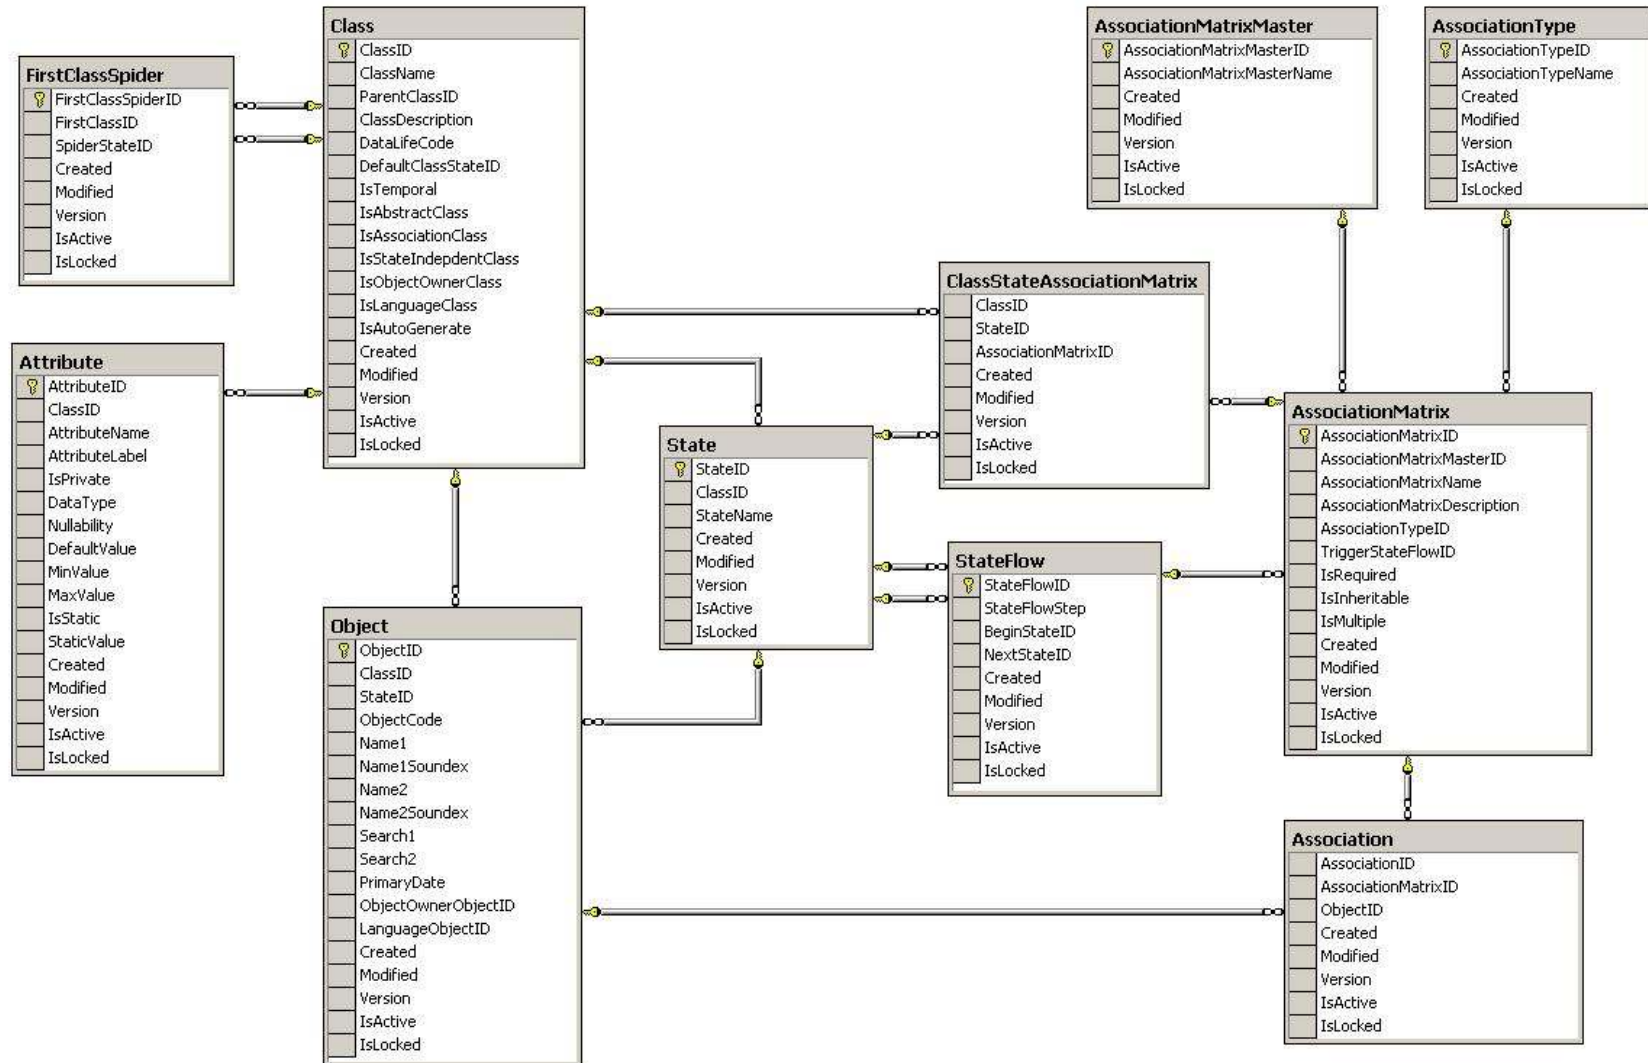 Class
ClassID
ClassName
ParentClassID
ClassDescription
DataLifeCode
DefaultClassStateID
IsTemporal
IsAbstractClass
IsAssociationClass
IsStateIndepdentClass
IsObjectOwnerClass
IsLanguageClass
IsAutoGenerate
Created
Modified
Version
IsActive
IsLocked
AssociationMatrixMaster
AssociationMatrixMasterID
AssociationMatrixMasterName
Created
Modified
Version
IsActive
IsLocked
AssociationType
AssociationTypeID
AssociationTypeName
Created
Modified
Version
IsActive
IsLocked
FirstClassSpider
FirstClassSpiderID
FirstClassID
SpiderStateID
Created
Modified
Version
IsActive
IsLocked
ClassStateAssociationMatrix
ClassID
StateID
AssociationMatrixID
Created
Modified
Version
IsActive
IsLocked
Attribute
AttributeID
ClassID
AttributeName
AttributeLabel
IsPrivate
DataType
Nullability
DefaultValue
MinValue
MaxValue
IsStatic
StaticValue
Created
Modified
Version
IsActive
IsLocked
State
StateID
ClassID
StateName
Created
Modified
Version
IsActive
IsLocked
AssociationMatrix
AssociationMatrixID
AssociationMatrixMasterID
AssociationMatrixName
AssociationMatrixDescription
AssociationTypeID
TriggerStateFlowID
IsRequired
IsInheritable
IsMultiple
Created
Modified
Version
IsActive
IsLocked
StateFlow
StateFlowID
StateFlowStep
BeginStateID
NextStateID
Created
Modified
Version
IsActive
IsLocked
Object
ObjectID
ClassID
StateID
ObjectCode
Name1
Name1Soundex
Name2
Name2Soundex
Search1
Search2
PrimaryDate
ObjectOwnerObjectID
LanguageObjectID
Created
Modified
Version
IsActive
IsLocked
Association
AssociationID
AssociationMatrixID
ObjectID
Created
Modified
Version
IsActive
IsLocked